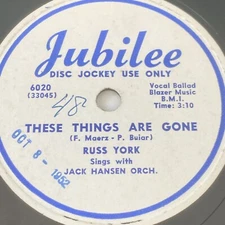 Jubilee
DISC JOCKEY USE ONLY
6020
(33045)
48
Vocal Ballad
Blazer Music
B.M.I.
Time: 3:10
THESE THINGS ARE GONE
(F. Maerz - P. Buiar)
RUSS YORK
Sings with
JACK HANSEN ORCH.
OCT 8 - 1952